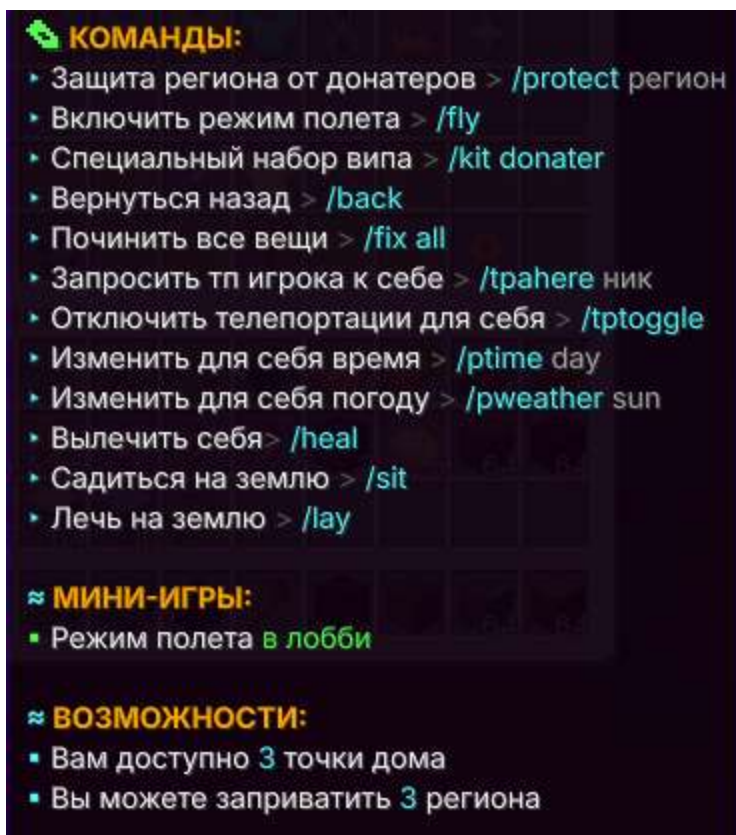 КОМАНДЫ:
‣ Защита региона от донатеров > /protect регион
‣ Включить режим полета > /fly
‣ Специальный набор випа > /kit donater
‣ Вернуться назад > /back
‣ Починить все вещи > /fix all
‣ Запросить тп игрока к себе > /tpahere ник
‣ Отключить телепортации для себя > /tptoggle
‣ Изменить для себя время > /ptime day
‣ Изменить для себя погоду > /pweather sun
‣ Вылечить себя> /heal
‣ Садиться на землю > /sit
‣ Лечь на землю > /lay
≈ МИНИ-ИГРЫ:
▪ Режим полета в лобби
≈ ВОЗМОЖНОСТИ:
▪ Вам доступно 3 точки дома
▪ Вы можете заприватить 3 региона